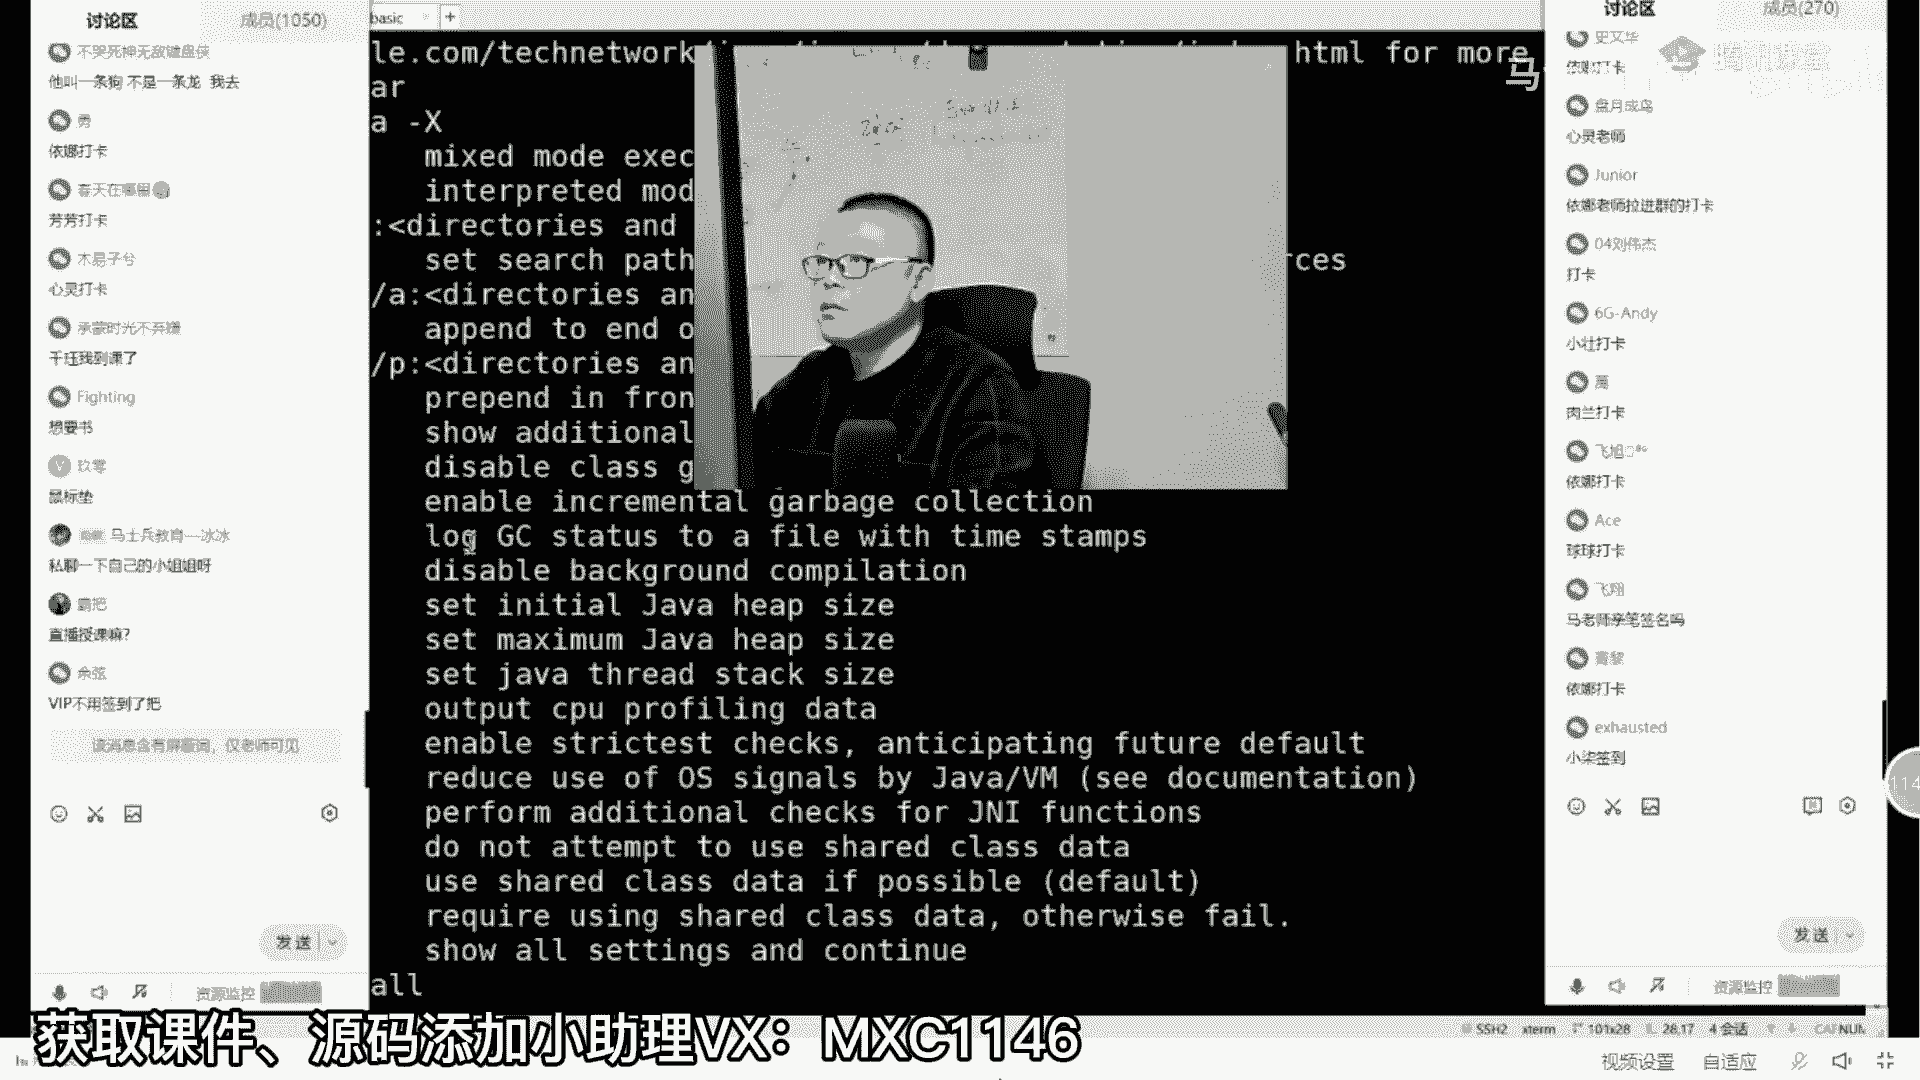 讨论区
成员(1050)
不哭死神无敌键盘侠
他叫一条狗 不是一条龙 我去
勇
依娜打卡
春天在哪里
芳芳打卡
木易子兮
心灵打卡
承蒙时光不弃嫌
千珏我到课了
Fighting
想要书
玖零
鼠标垫
马士兵教育—冰冰
私聊一下自己的小姐姐呀
霸把
直播授课嘛?
余弦
VIP不用签到了把
该消息含有屏蔽词，仅老师可见
发送
资源监控
basic
+
le.com/technetwork
html for more
ar
a -X
mixed mode exec
interpreted mod
:<directories and
set search path
rces
/a:<directories an
append to end o
/p:<directories an
prepend in fron
show additional
disable class g
enable incremental garbage collection
log GC status to a file with time stamps
disable background compilation
set initial Java heap size
set maximum Java heap size
set java thread stack size
output cpu profiling data
enable strictest checks, anticipating future default
reduce use of OS signals by Java/VM (see documentation)
perform additional checks for JNI functions
do not attempt to use shared class data
use shared class data if possible (default)
require using shared class data, otherwise fail.
show all settings and continue
all
讨论区
成员(270)
史文华
依娜打卡
马
腾讯课堂
盘月成鸟
心灵老师
Junior
依娜老师拉进群的打卡
04刘伟杰
打卡
6G-Andy
小壮打卡
肉兰打卡
飞旭
依娜打卡
Ace
球球打卡
飞翔
马老师亲笔签名吗
黄黎
依娜打卡
exhausted
小柒签到
114
发送
资源监控
SSH2 xterm 101x28 28,17 4 会话 CAP NUM
获取课件、源码添加小助理VX：MXC1146
视频设置 自适应